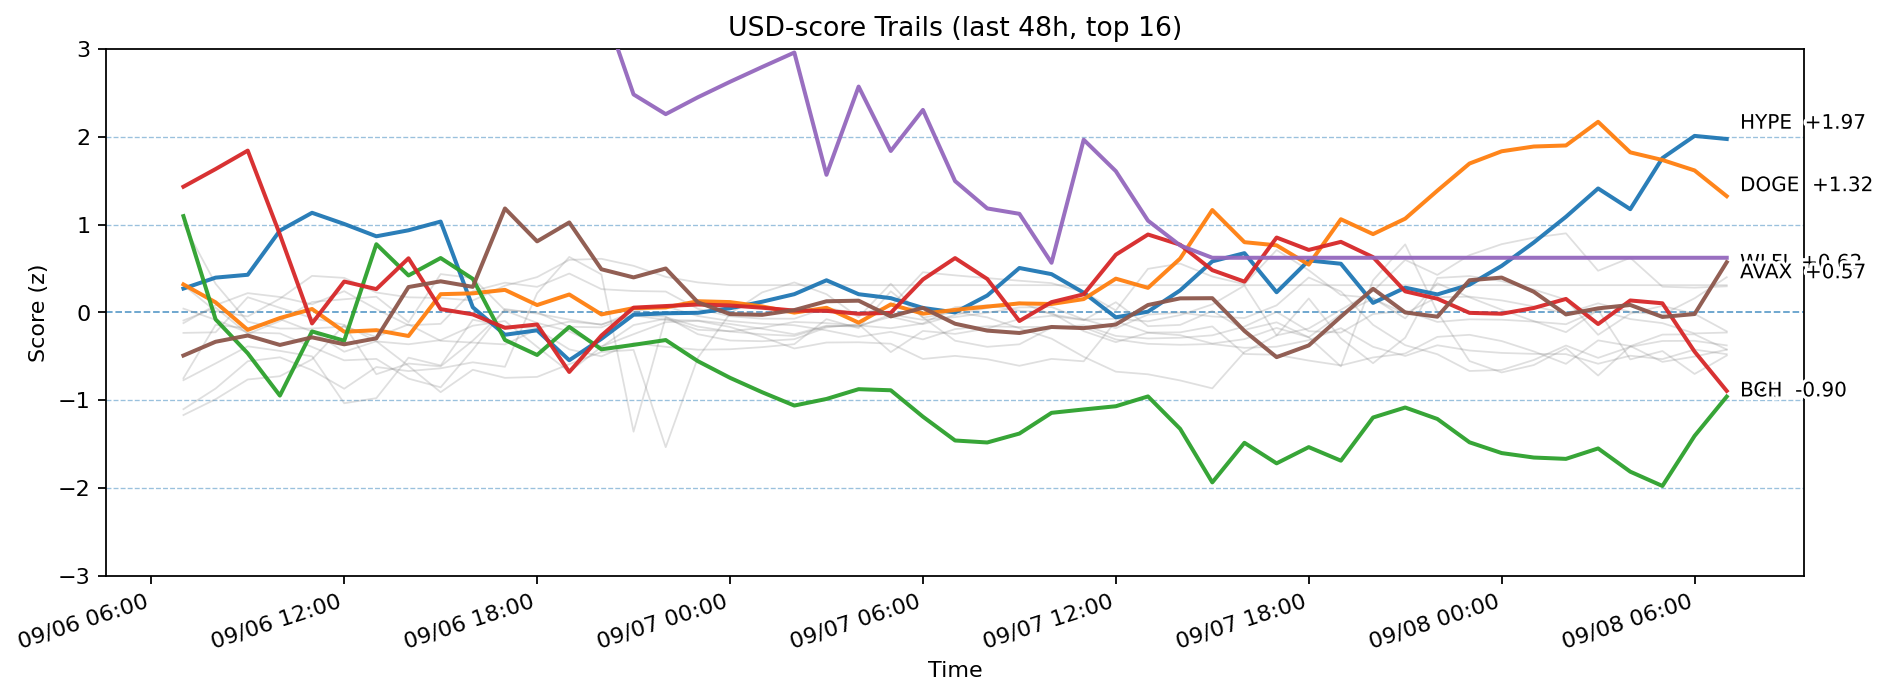 USD-score Trails (last 48h, top 16)
3
2
1
0
−1
−2
−3
Score (z)
HYPE +1.97
DOGE +1.32
AVAX +0.57
BCH -0.90
09/06 06:00
09/06 12:00
09/06 18:00
09/07 00:00
09/07 06:00
09/07 12:00
09/07 18:00
09/08 00:00
09/08 06:00
Time